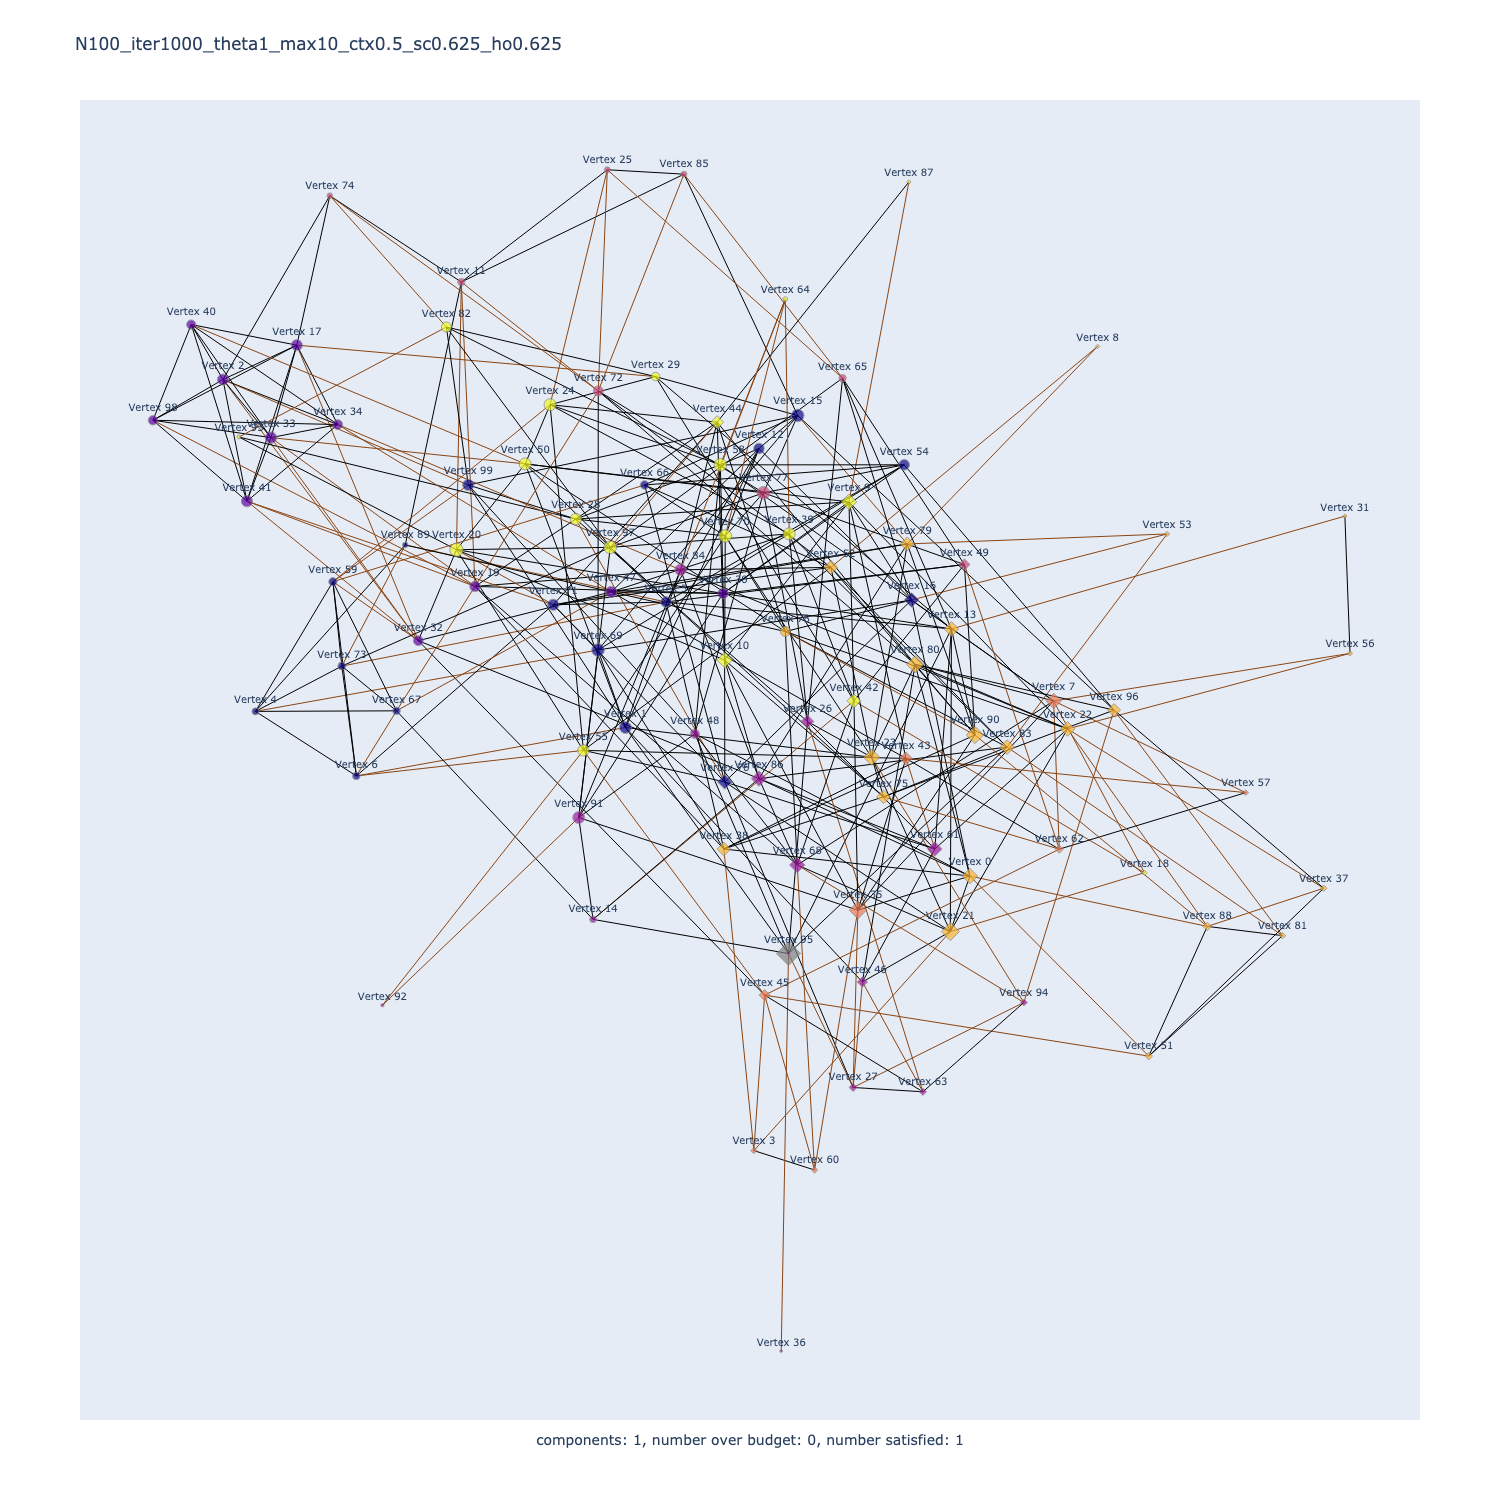 N100_iter1000_theta1_max10_ctx0.5_sc0.625_ho0.625
Vertex 25
Vertex 85
Vertex 87
Vertex 74
Vertex 11
Vertex 64
Vertex 40
Vertex 82
Vertex 17
Vertex 8
Vertex 2
Vertex 29
Vertex 72
Vertex 65
Vertex 24
Vertex 98
Vertex 34
Vertex 33
Vertex 44
Vertex 15
Vertex 12
Vertex 50
Vertex 58
Vertex 54
Vertex 99
Vertex 66
Vertex 77
Vertex 41
Vertex 9
Vertex 31
Vertex 28
Vertex 53
Vertex 89
Vertex 20
Vertex 97
Vertex 70
Vertex 39
Vertex 79
Vertex 84
Vertex 49
Vertex 59
Vertex 19
Vertex 47
Vertex 16
Vertex 13
Vertex 32
Vertex 69
Vertex 10
Vertex 56
Vertex 73
Vertex 80
Vertex 4
Vertex 67
Vertex 42
Vertex 7
Vertex 96
Vertex 26
Vertex 1
Vertex 48
Vertex 90
Vertex 22
Vertex 83
Vertex 55
Vertex 23
Vertex 43
Vertex 6
Vertex 86
Vertex 75
Vertex 57
Vertex 91
Vertex 38
Vertex 68
Vertex 61
Vertex 62
Vertex 0
Vertex 18
Vertex 37
Vertex 14
Vertex 21
Vertex 88
Vertex 81
Vertex 95
Vertex 45
Vertex 46
Vertex 92
Vertex 94
Vertex 51
Vertex 27
Vertex 63
Vertex 3
Vertex 60
Vertex 36
components: 1, number over budget: 0, number satisfied: 1